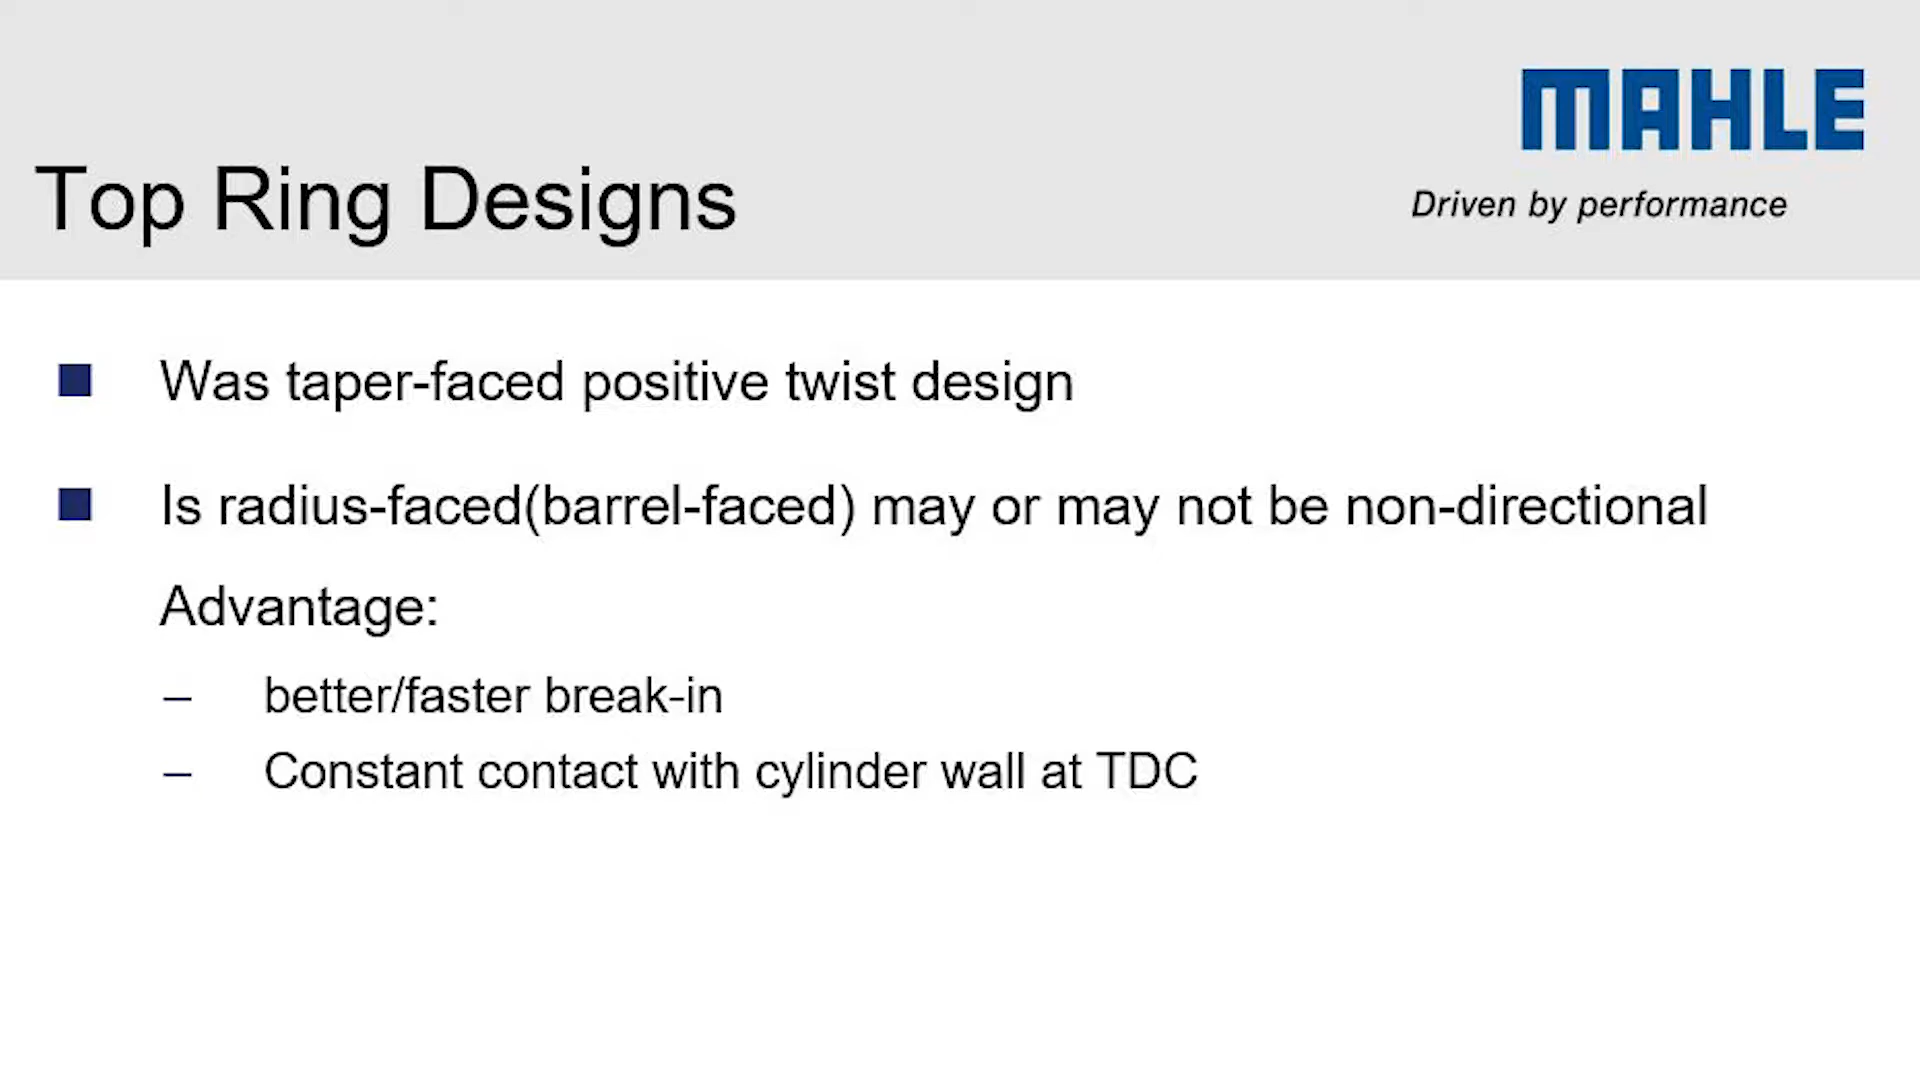 MAHLE
Driven by performance
Top Ring Designs
Was taper-faced positive twist design
Is radius-faced(barrel-faced) may or may not be non-directional
Advantage:
– better/faster break-in
– Constant contact with cylinder wall at TDC